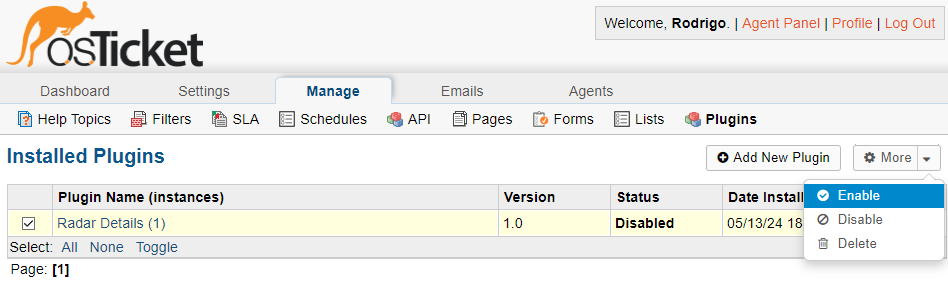 osTicket
Welcome, Rodrigo. | Agent Panel | Profile | Log Out
Dashboard Settings Manage Emails Agents
Help Topics Filters SLA Schedules API Pages Forms Lists Plugins
Installed Plugins
Add New Plugin More
Plugin Name (instances) Version Status Date Install
Radar Details (1) 1.0 Disabled 05/13/24 18
Enable
Disable
Delete
Select: All None Toggle
Page: [1]